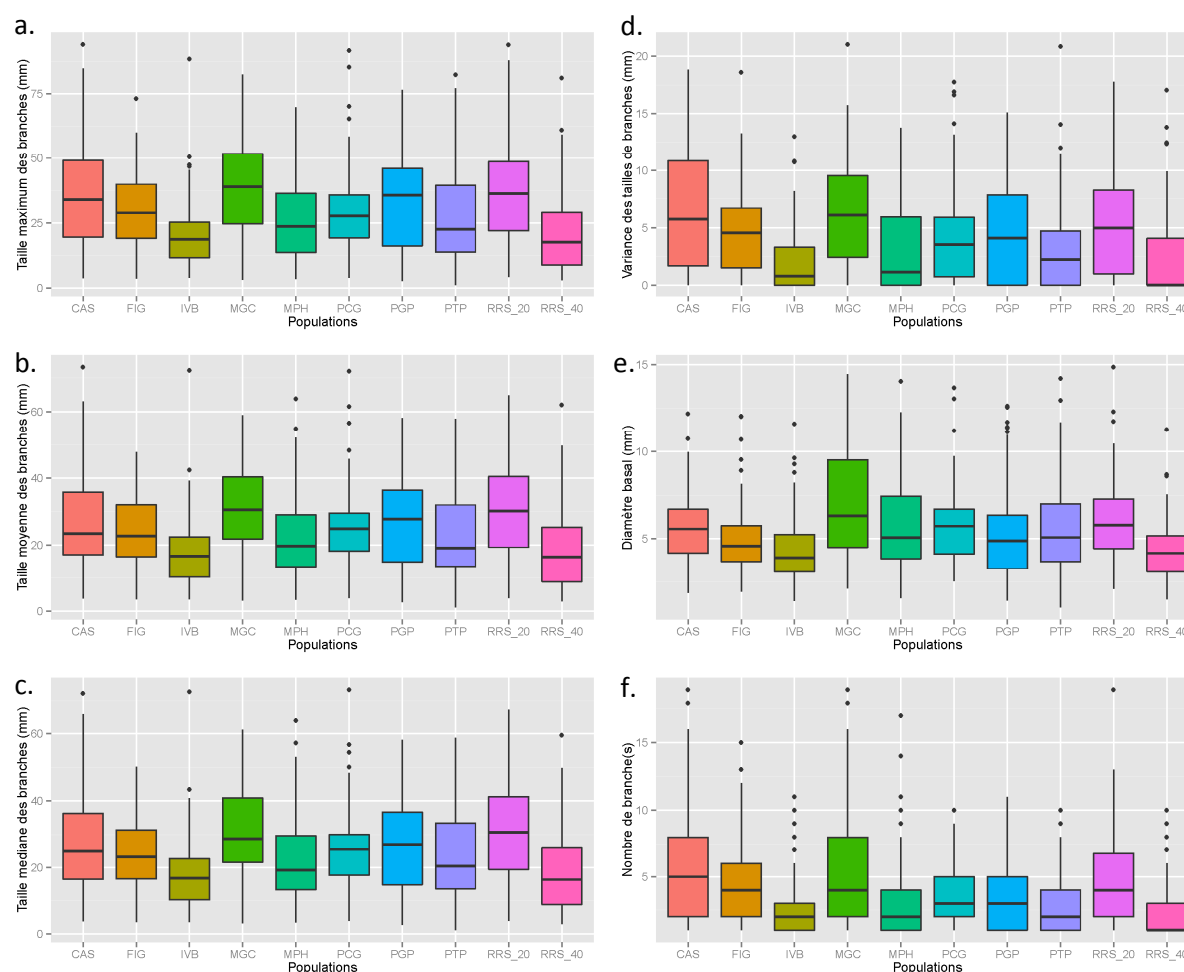 a.
Taille maximum des branches (mm)
75
50
25
0
CAS FIG IVB MGC MPH PCG PGP PTP RRS_20 RRS_40
Populations
b.
Taille moyenne des branches (mm)
60
40
20
0
CAS FIG IVB MGC MPH PCG PGP PTP RRS_20 RRS_40
Populations
c.
Taille mediane des branches (mm)
60
40
20
0
CAS FIG IVB MGC MPH PCG PGP PTP RRS_20 RRS_40
Populations
d.
Variance des tailles de branches (mm)
20
15
10
5
0
CAS FIG IVB MGC MPH PCG PGP PTP RRS_20 RRS_40
Populations
e.
Diamètre basal (mm)
15
10
5
CAS FIG IVB MGC MPH PCG PGP PTP RRS_20 RRS_40
Populations
f.
Nombre de branche(s)
15
10
5
CAS FIG IVB MGC MPH PCG PGP PTP RRS_20 RRS_40
Populations